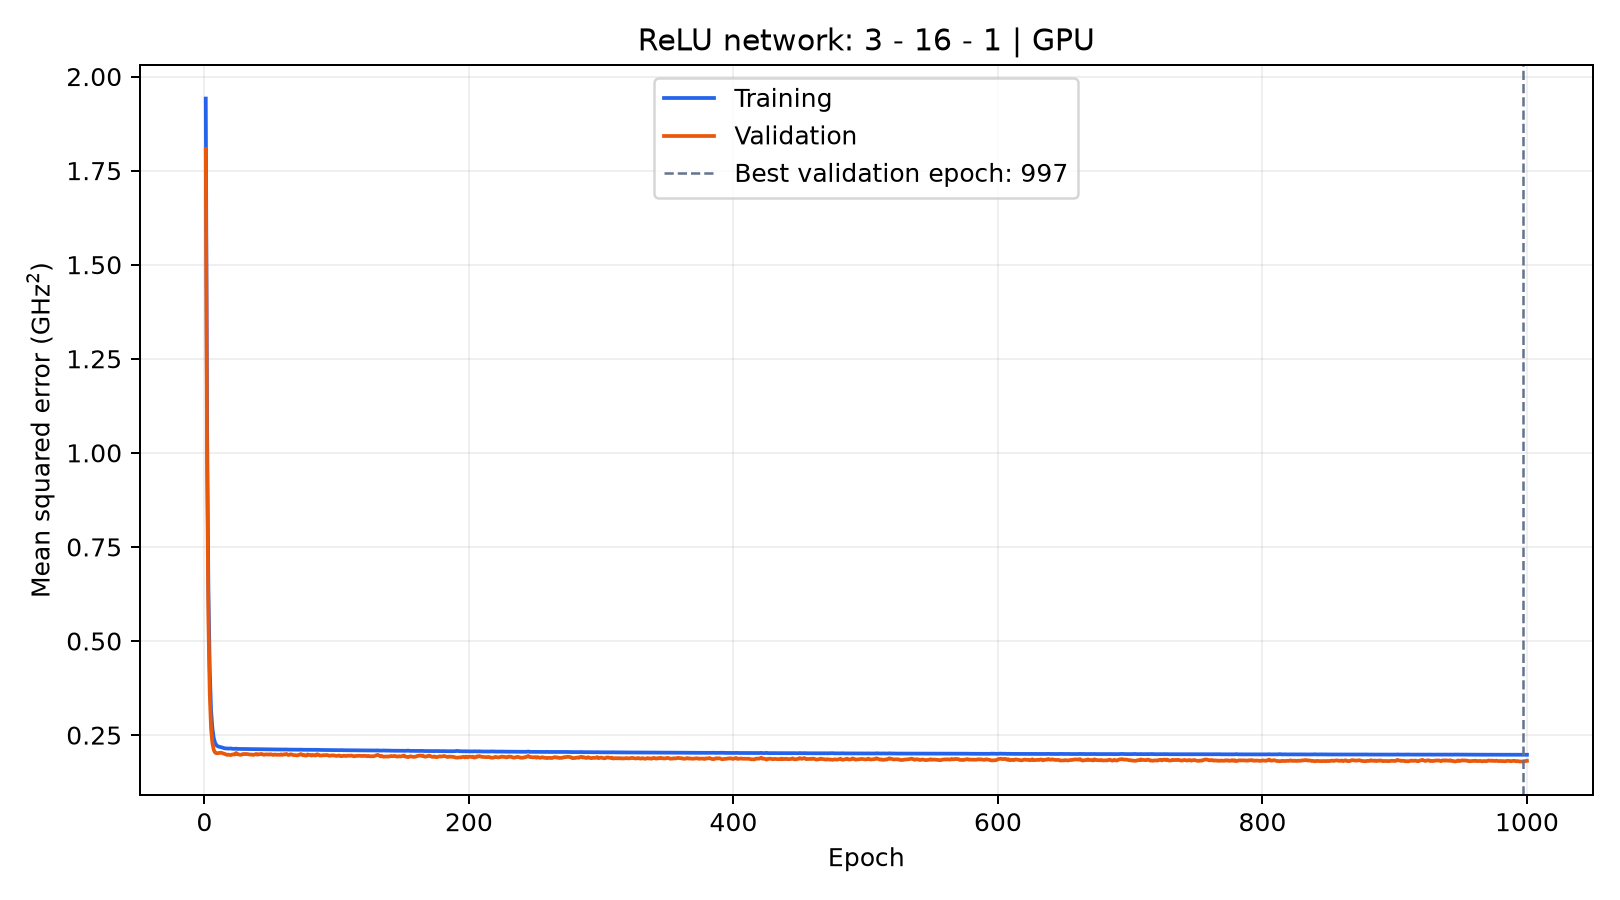 ReLU network: 3 - 16 - 1 | GPU
Training
Validation
Best validation epoch: 997
Mean squared error (GHz²)
2.00
1.75
1.50
1.25
1.00
0.75
0.50
0.25
0 200 400 600 800 1000
Epoch